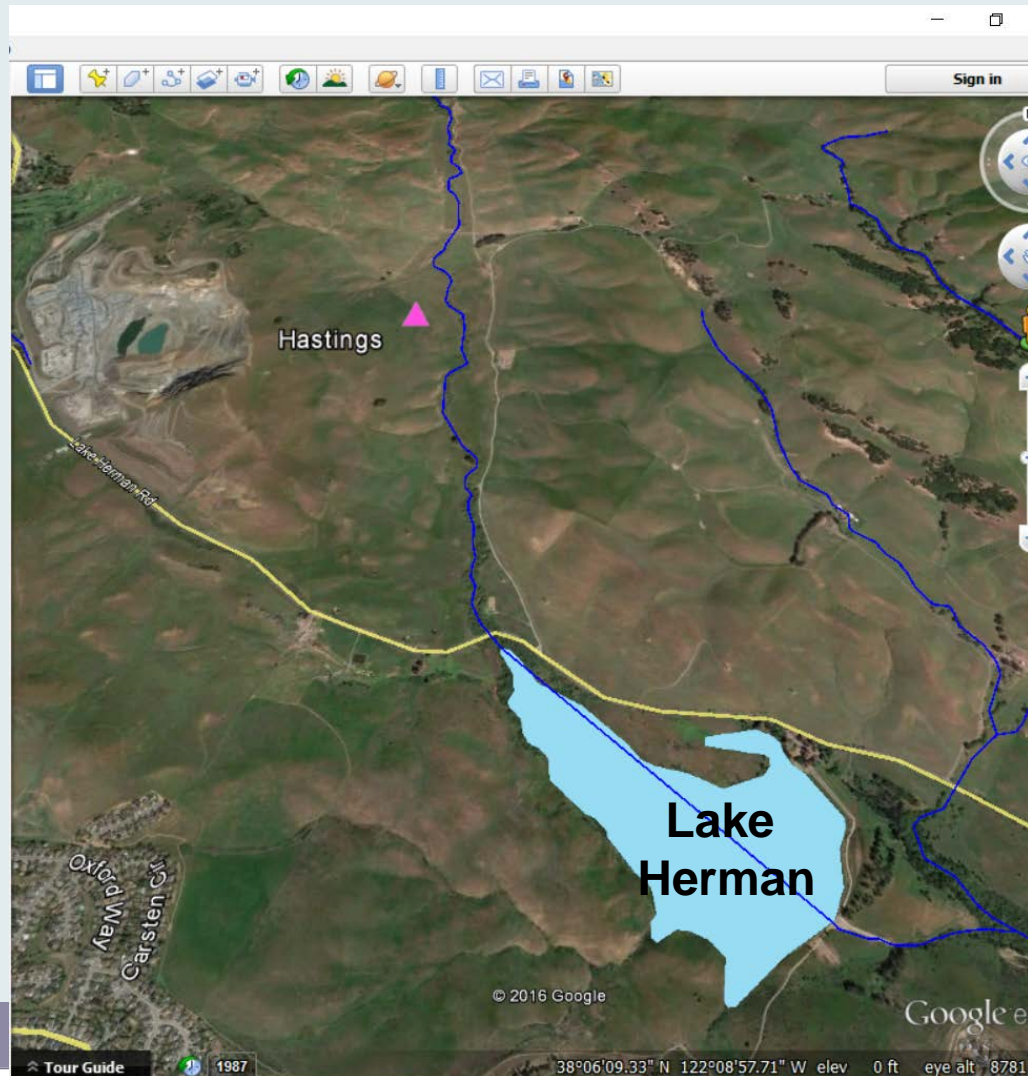 Sign in
Hastings
Lake Herman Rd
Lake
Herman
Oxford Way
Carsten Cir
© 2016 Google
Google e
Tour Guide
1987
38°06'09.33" N 122°08'57.71" W elev 0 ft eye alt 8781